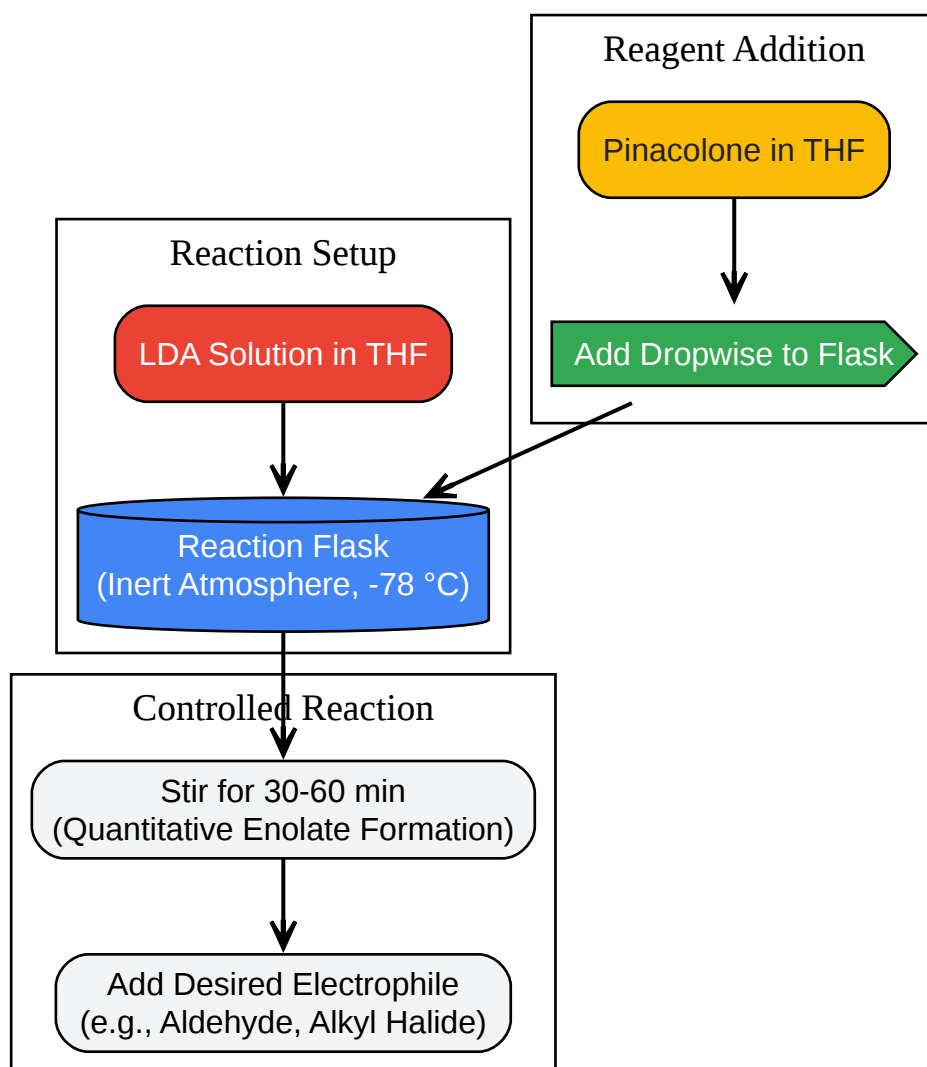 Reagent Addition
Pinacolone in THF
Add Dropwise to Flask
Reaction Setup
LDA Solution in THF
Reaction Flask
(Inert Atmosphere, -78 °C)
Controlled Reaction
Stir for 30-60 min
(Quantitative Enolate Formation)
Add Desired Electrophile
(e.g., Aldehyde, Alkyl Halide)